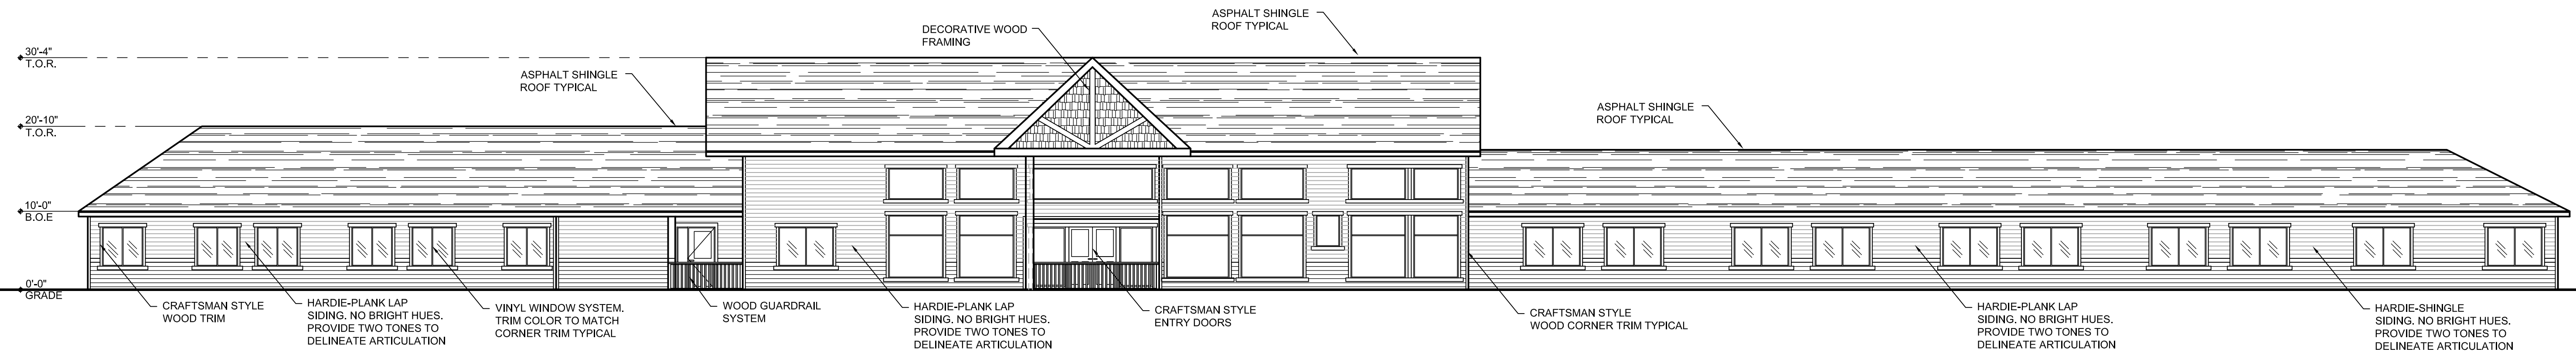 ASPHALT SHINGLE
ROOF TYPICAL
DECORATIVE WOOD
FRAMING
30'-4"
T.O.R.
ASPHALT SHINGLE
ROOF TYPICAL
ASPHALT SHINGLE
ROOF TYPICAL
20'-10"
T.O.R.
10'-0"
B.O.E
0'-0"
GRADE
CRAFTSMAN STYLE
WOOD TRIM
HARDIE-PLANK LAP
SIDING. NO BRIGHT HUES.
PROVIDE TWO TONES TO
DELINEATE ARTICULATION
VINYL WINDOW SYSTEM.
TRIM COLOR TO MATCH
CORNER TRIM TYPICAL
WOOD GUARDRAIL
SYSTEM
HARDIE-PLANK LAP
SIDING. NO BRIGHT HUES.
PROVIDE TWO TONES TO
DELINEATE ARTICULATION
CRAFTSMAN STYLE
ENTRY DOORS
CRAFTSMAN STYLE
WOOD CORNER TRIM TYPICAL
HARDIE-PLANK LAP
SIDING. NO BRIGHT HUES.
PROVIDE TWO TONES TO
DELINEATE ARTICULATION
HARDIE-SHINGLE
SIDING. NO BRIGHT HUES.
PROVIDE TWO TONES TO
DELINEATE ARTICULATION